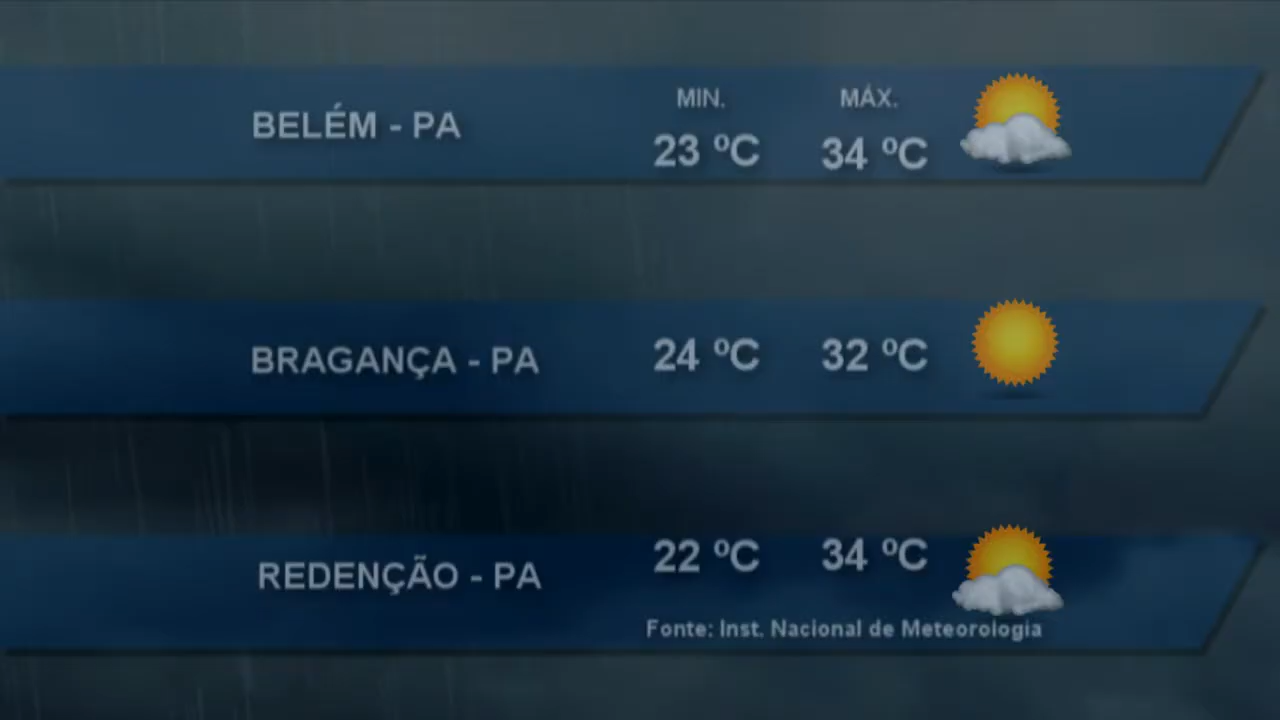 MIN. MÁX.
BELÉM - PA 23 ºC 34 ºC
BRAGANÇA - PA 24 ºC 32 ºC
REDENÇÃO - PA 22 ºC 34 ºC
Fonte: Inst. Nacional de Meteorologia